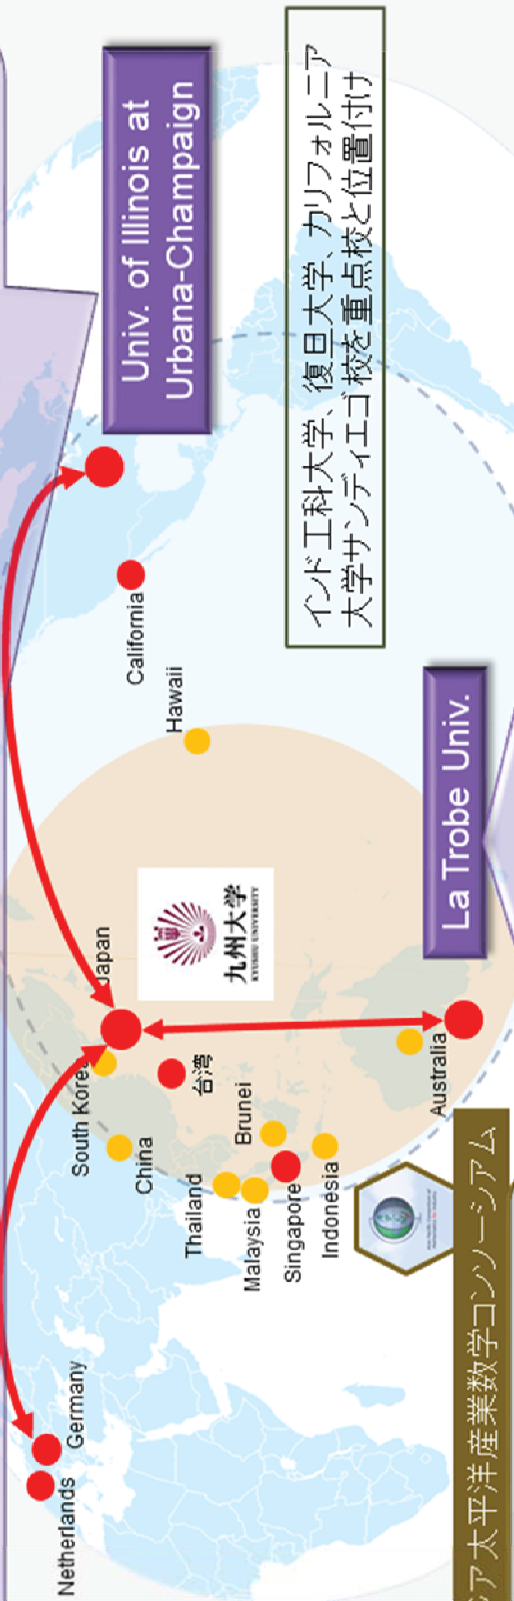 Univ. of Illinois at
Urbana-Champaign
インド工科大学、復旦大学、カリフォルニア
大学サンディエゴ校を重点校と位置付け
California
Hawaii
La Trobe Univ.
九州大学
KYUSHU UNIVERSITY
Japan
South Korea
台湾
China
Brunei
Thailand
Malaysia
Singapore
Indonesia
Australia
Germany
Netherlands
ア太平洋産業数学コンソーシアム